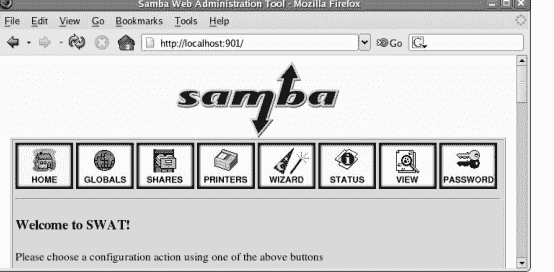 Samba Web Administration Tool - Mozilla Firefox
File Edit View Go Bookmarks Tools Help
http://localhost:901/ Go G
samba
HOME GLOBALS SHARES PRINTERS WIZARD STATUS VIEW PASSWORD
Welcome to SWAT!
Please choose a configuration action using one of the above buttons